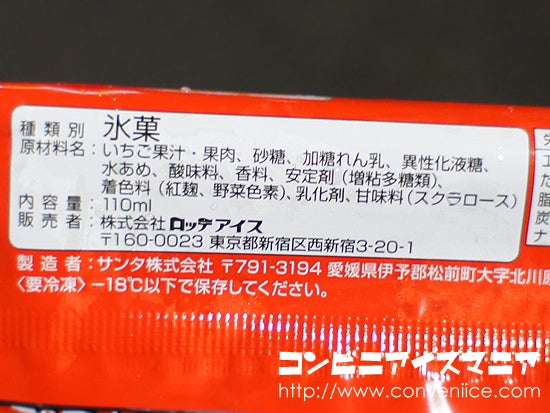 種類別 氷菓
原材料名：いちご果汁・果肉、砂糖、加糖れん乳、異性化液糖、
水あめ、酸味料、香料、安定剤（増粘多糖類）、
着色料（紅麹、野菜色素）、乳化剤、甘味料（スクラロース）
内容量：110ml
販売者：株式会社 ロッテアイス
〒160-0023 東京都新宿区西新宿3-20-1
製造者：サンタ株式会社 〒791-3194 愛媛県伊予郡松前町大字北川原
〈要冷凍〉−18℃以下で保存してください。
コンビニアイスマニア
http://www.conveniice.com/